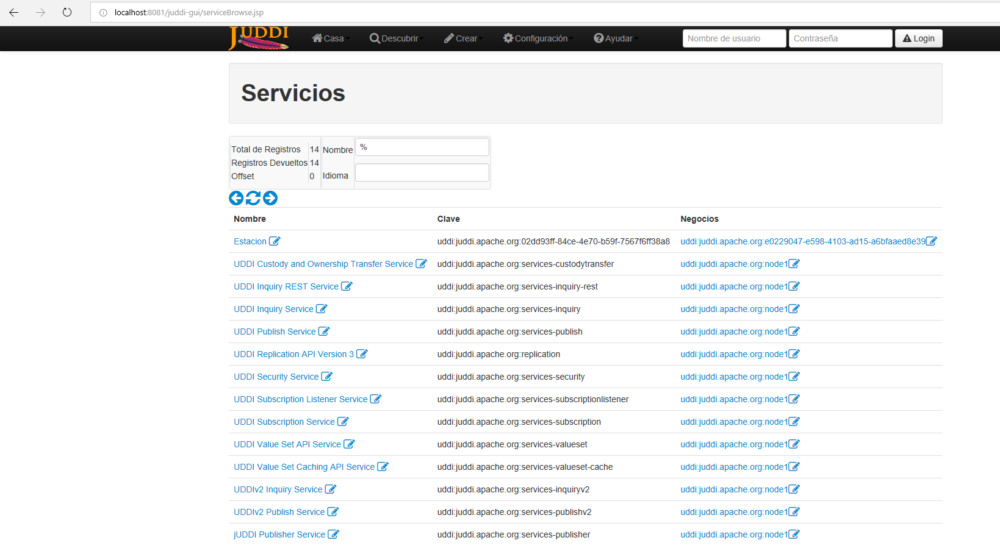 localhost:8081/juddi-gui/serviceBrowse.jsp
JUDDI Casa Descubrir Crear Configuración Ayudar Nombre de usuario Contraseña Login
Servicios
Total de Registros 14 Nombre %
Registros Devueltos 14
Offset 0 Idioma
Nombre Clave Negocios
Estacion uddi:juddi.apache.org:02dd93ff-84ce-4e70-b59f-7567f6ff38a8 uddi:juddi.apache.org:e0229047-e598-4103-ad15-a6bfaaed8e39
UDDI Custody and Ownership Transfer Service uddi:juddi.apache.org:services-custodytransfer uddi:juddi.apache.org:node1
UDDI Inquiry REST Service uddi:juddi.apache.org:services-inquiry-rest uddi:juddi.apache.org:node1
UDDI Inquiry Service uddi:juddi.apache.org:services-inquiry uddi:juddi.apache.org:node1
UDDI Publish Service uddi:juddi.apache.org:services-publish uddi:juddi.apache.org:node1
UDDI Replication API Version 3 uddi:juddi.apache.org:replication uddi:juddi.apache.org:node1
UDDI Security Service uddi:juddi.apache.org:services-security uddi:juddi.apache.org:node1
UDDI Subscription Listener Service uddi:juddi.apache.org:services-subscriptionlistener uddi:juddi.apache.org:node1
UDDI Subscription Service uddi:juddi.apache.org:services-subscription uddi:juddi.apache.org:node1
UDDI Value Set API Service uddi:juddi.apache.org:services-valueset uddi:juddi.apache.org:node1
UDDI Value Set Caching API Service uddi:juddi.apache.org:services-valueset-cache uddi:juddi.apache.org:node1
UDDIv2 Inquiry Service uddi:juddi.apache.org:services-inquiryv2 uddi:juddi.apache.org:node1
UDDIv2 Publish Service uddi:juddi.apache.org:services-publishv2 uddi:juddi.apache.org:node1
jUDDI Publisher Service uddi:juddi.apache.org:services-publisher uddi:juddi.apache.org:node1